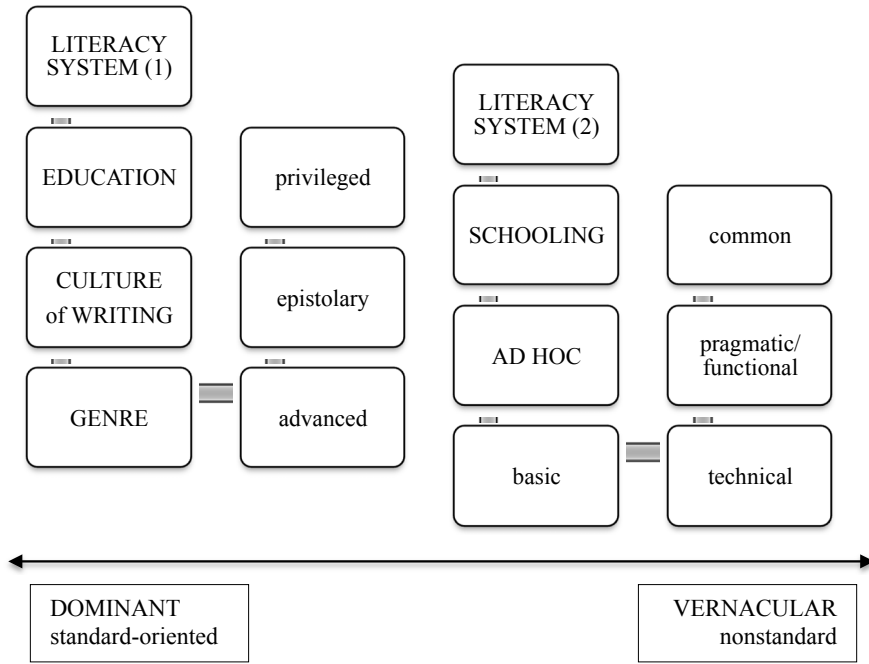 LITERACY
SYSTEM (1)
EDUCATION
CULTURE
of WRITING
GENRE
privileged
epistolary
advanced
LITERACY
SYSTEM (2)
SCHOOLING
AD HOC
basic
common
pragmatic/
functional
technical
DOMINANT
standard-oriented
VERNACULAR
nonstandard